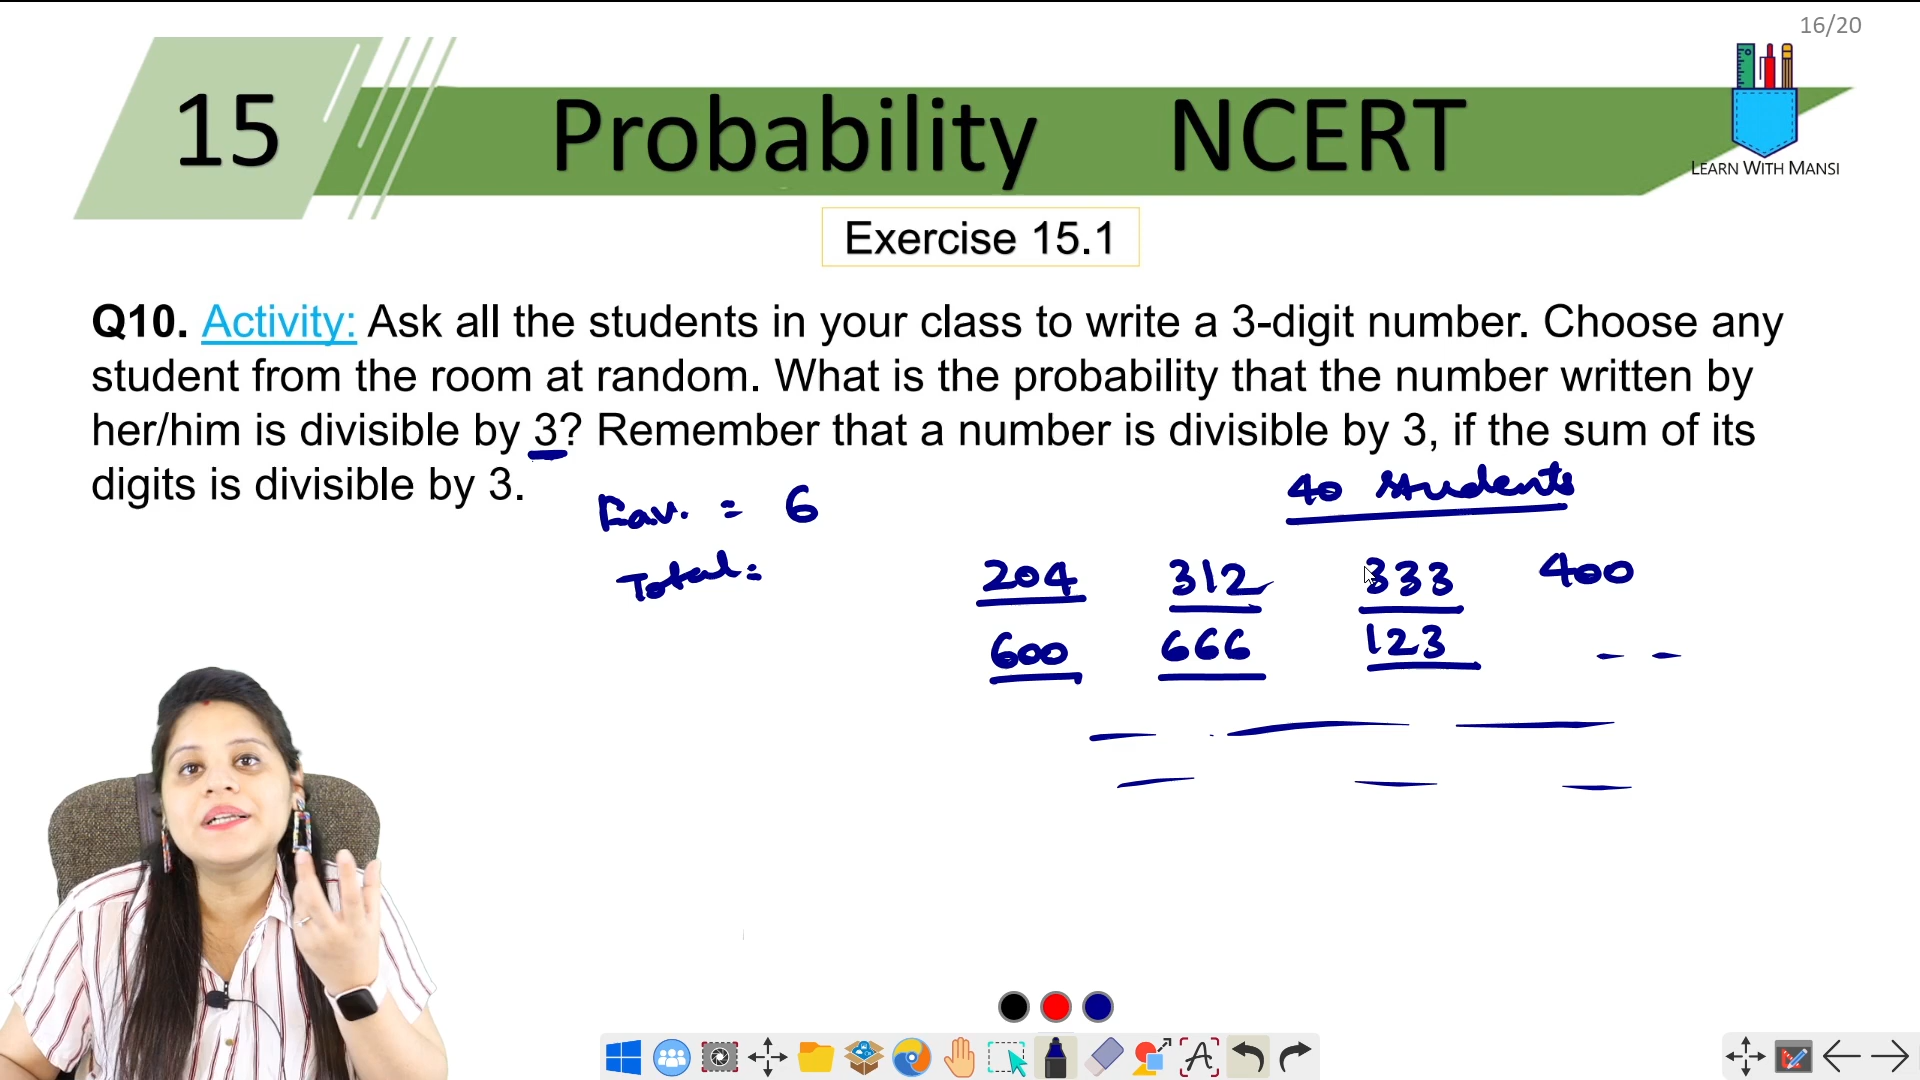 16/20
15 Probability NCERT
LEARN WITH MANSI
Exercise 15.1
Q10. Activity: Ask all the students in your class to write a 3-digit number. Choose any
student from the room at random. What is the probability that the number written by
her/him is divisible by 3? Remember that a number is divisible by 3, if the sum of its
digits is divisible by 3.
40 Students
Fav. = 6
Total =
204 312 333 400
600 666 123 - -